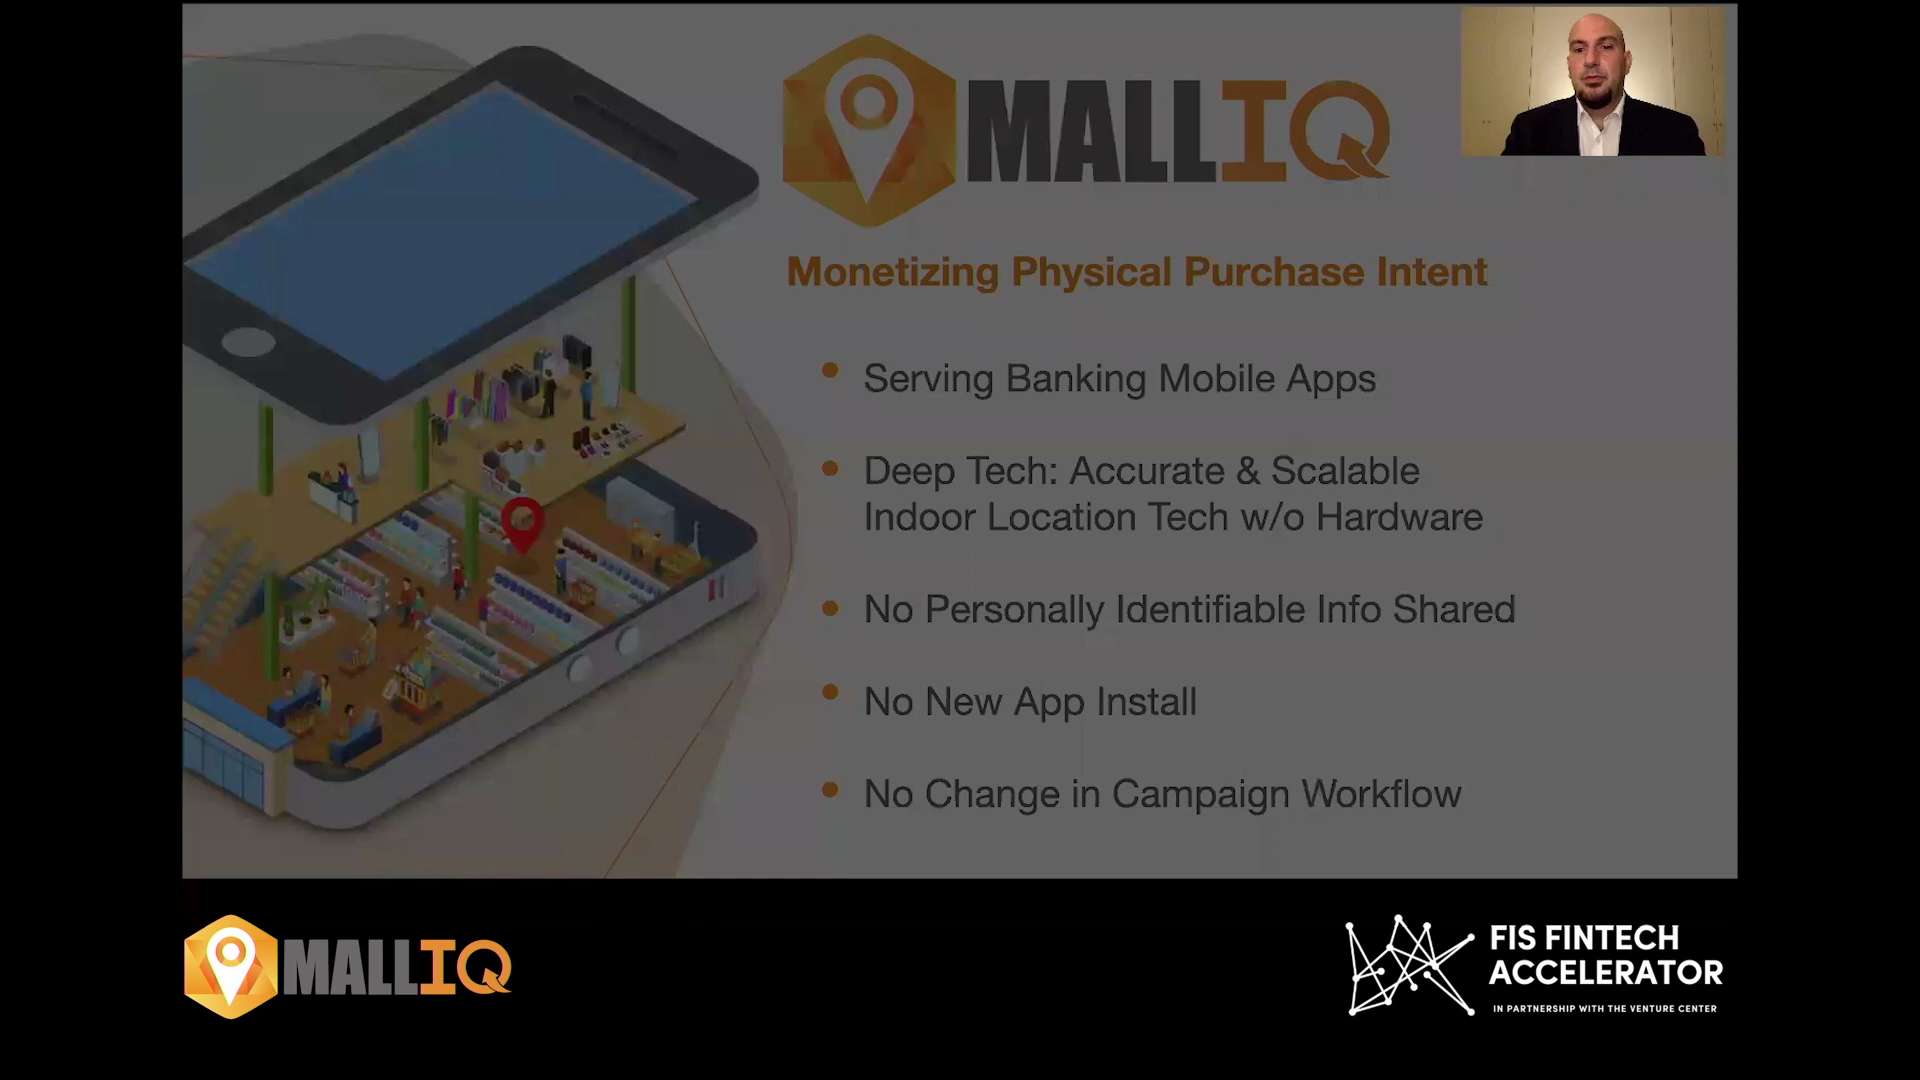 MALLIQ
Monetizing Physical Purchase Intent
Serving Banking Mobile Apps
Deep Tech: Accurate & Scalable
Indoor Location Tech w/o Hardware
No Personally Identifiable Info Shared
No New App Install
No Change in Campaign Workflow
MALLIQ
FIS FINTECH
ACCELERATOR
IN PARTNERSHIP WITH THE VENTURE CENTER